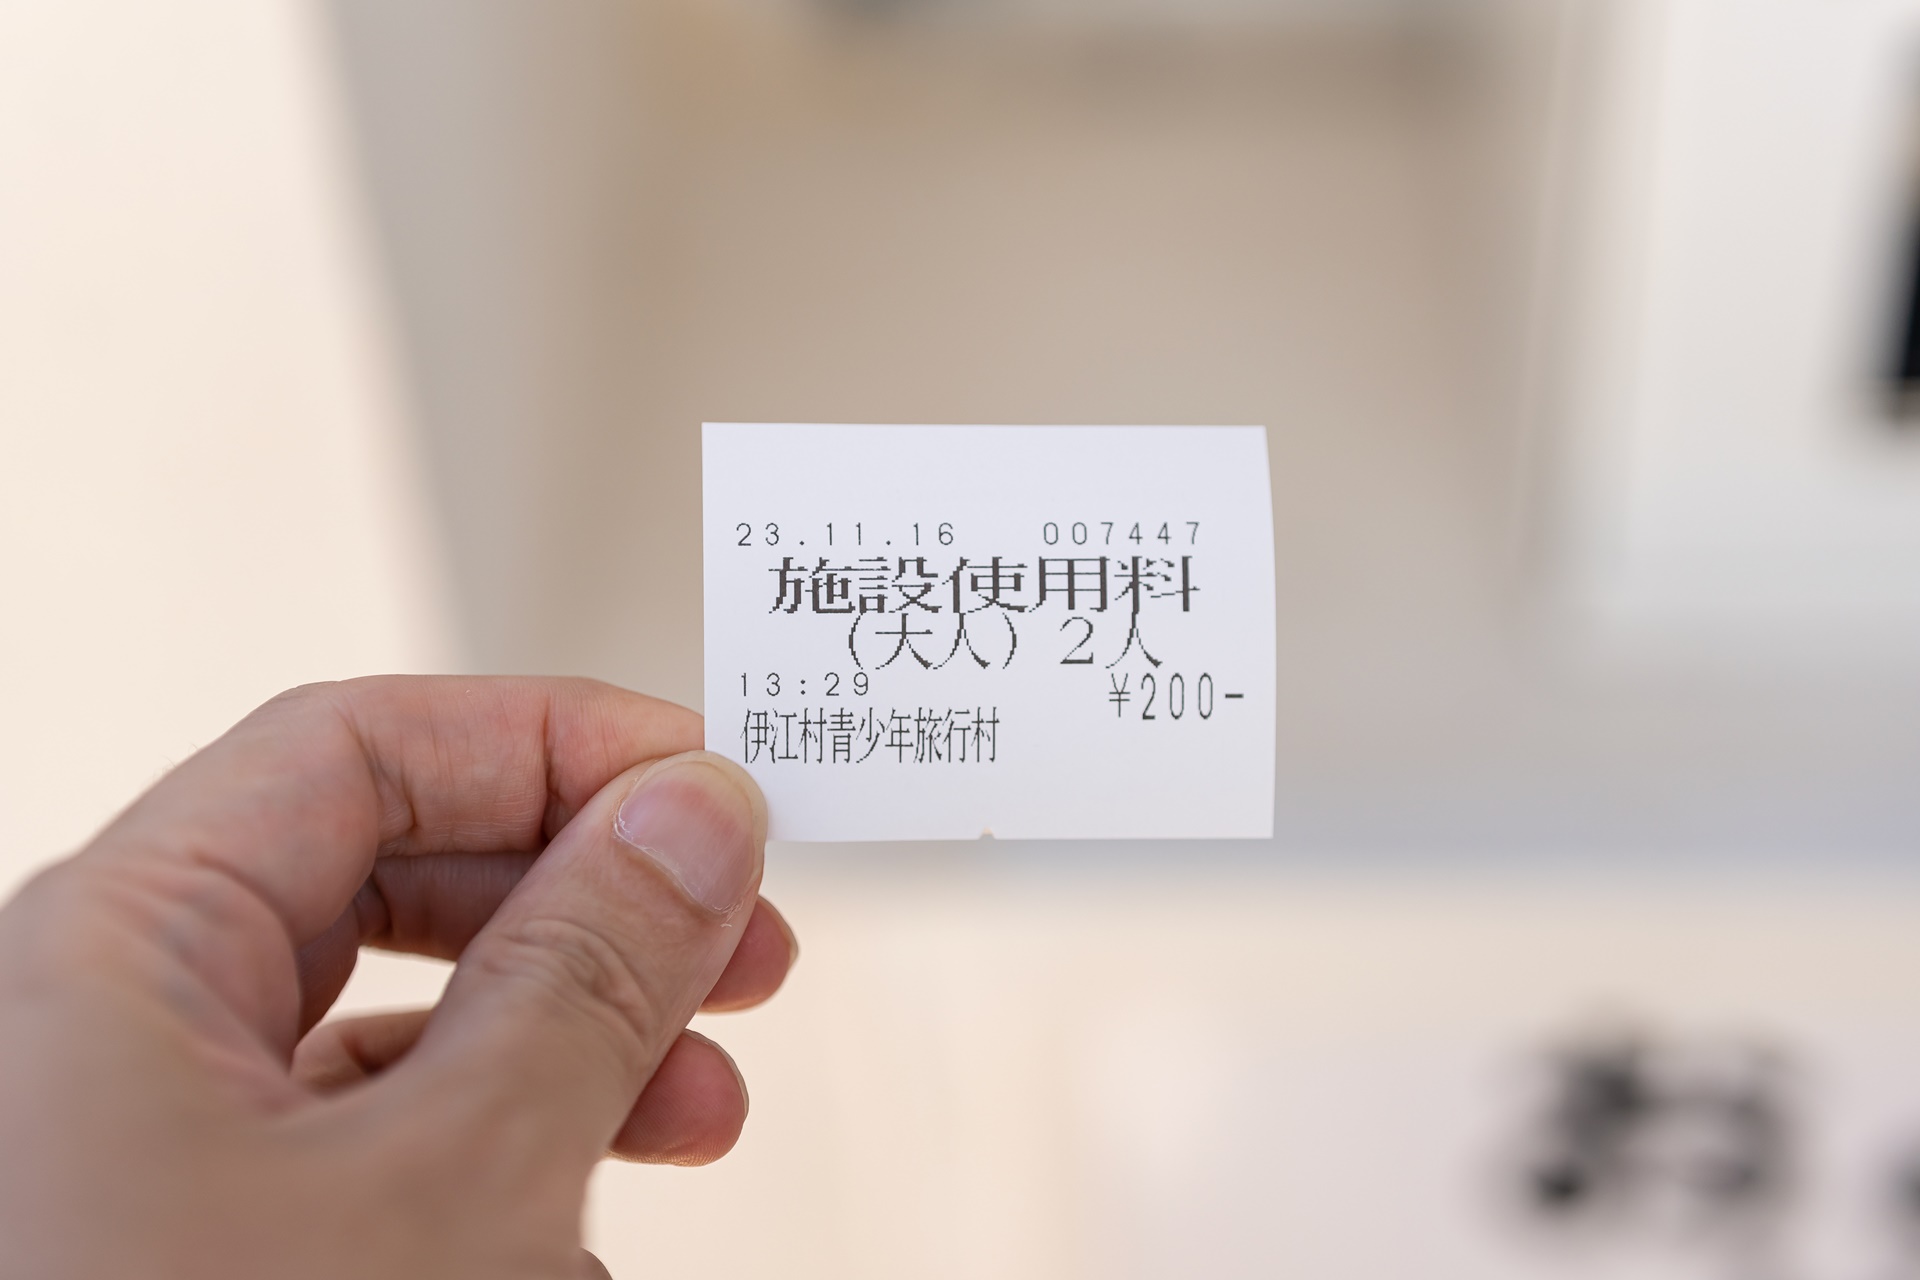 23.11.16 007447
施設使用料
（大人）２人
13:29 ¥200-
伊江村青少年旅行村